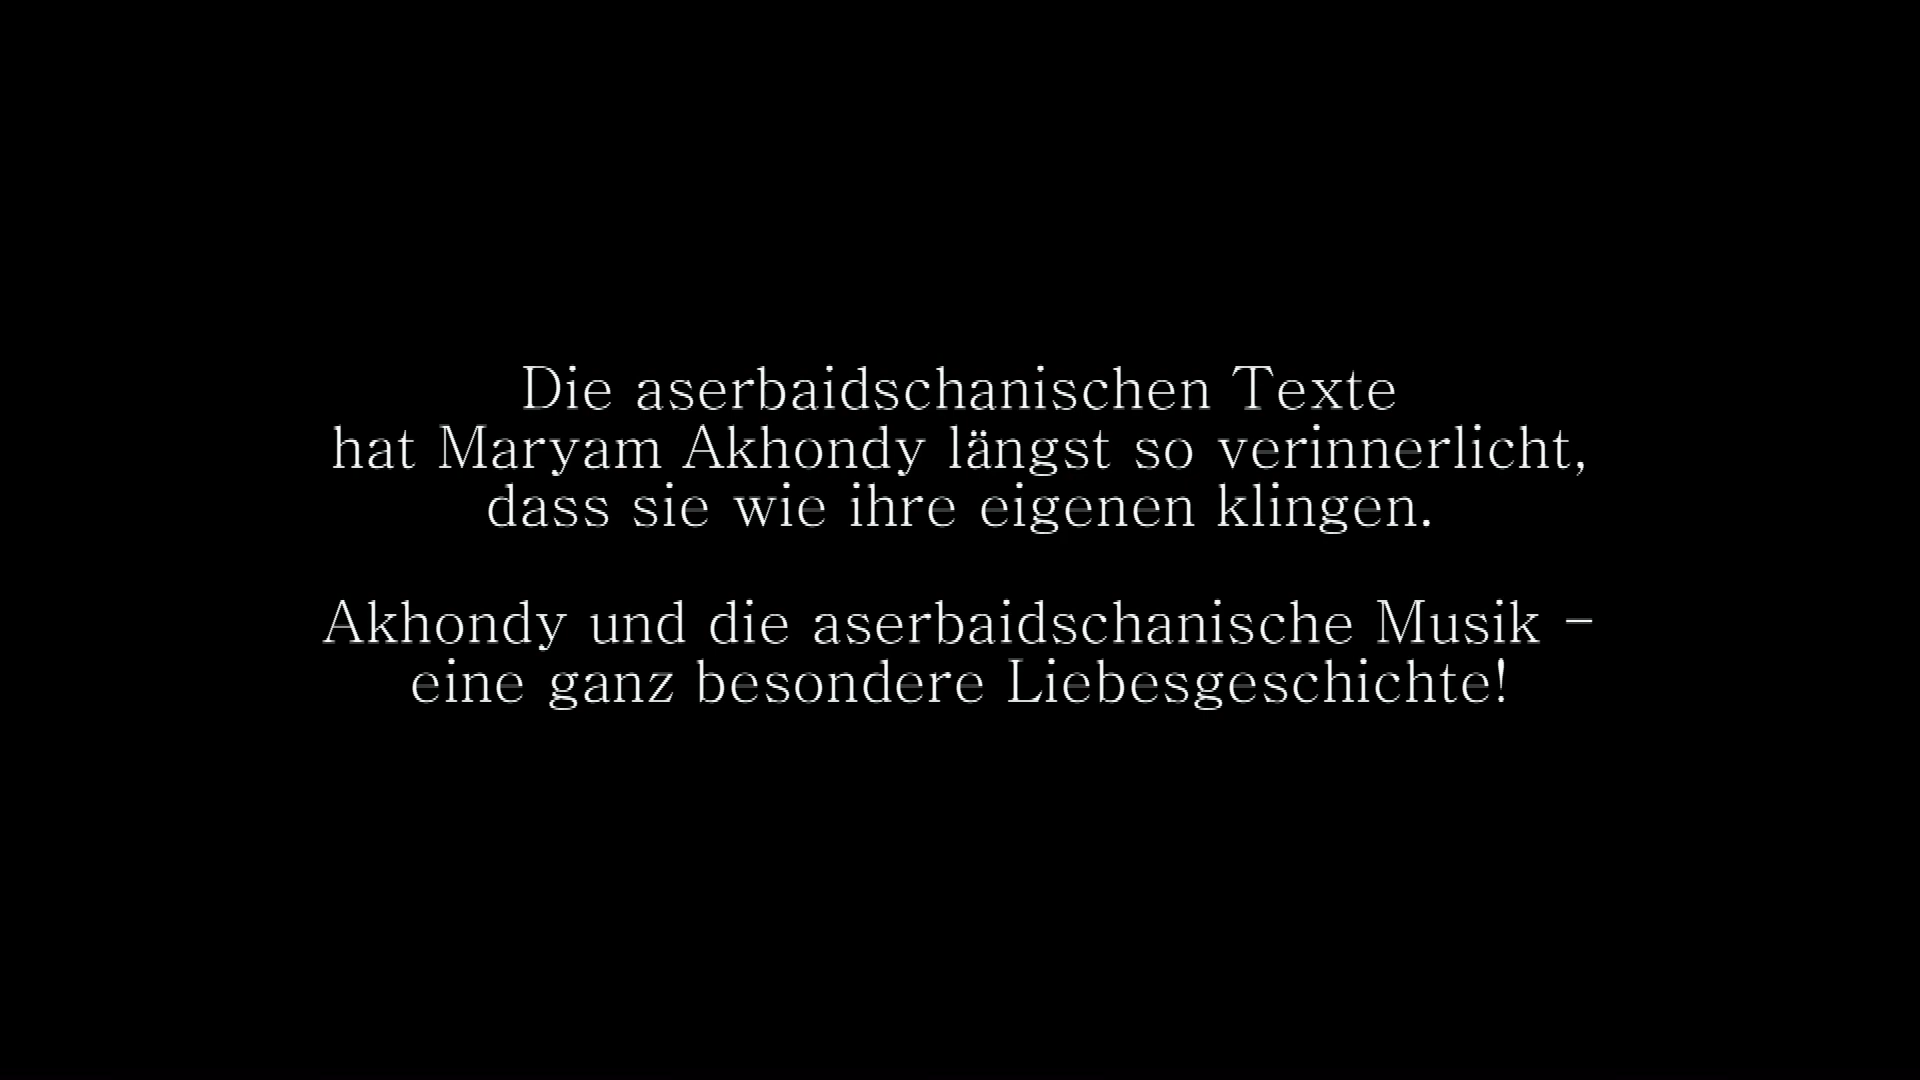 Die aserbaidschanischen Texte
hat Maryam Akhondy längst so verinnerlicht,
dass sie wie ihre eigenen klingen.
Akhondy und die aserbaidschanische Musik -
eine ganz besondere Liebesgeschichte!